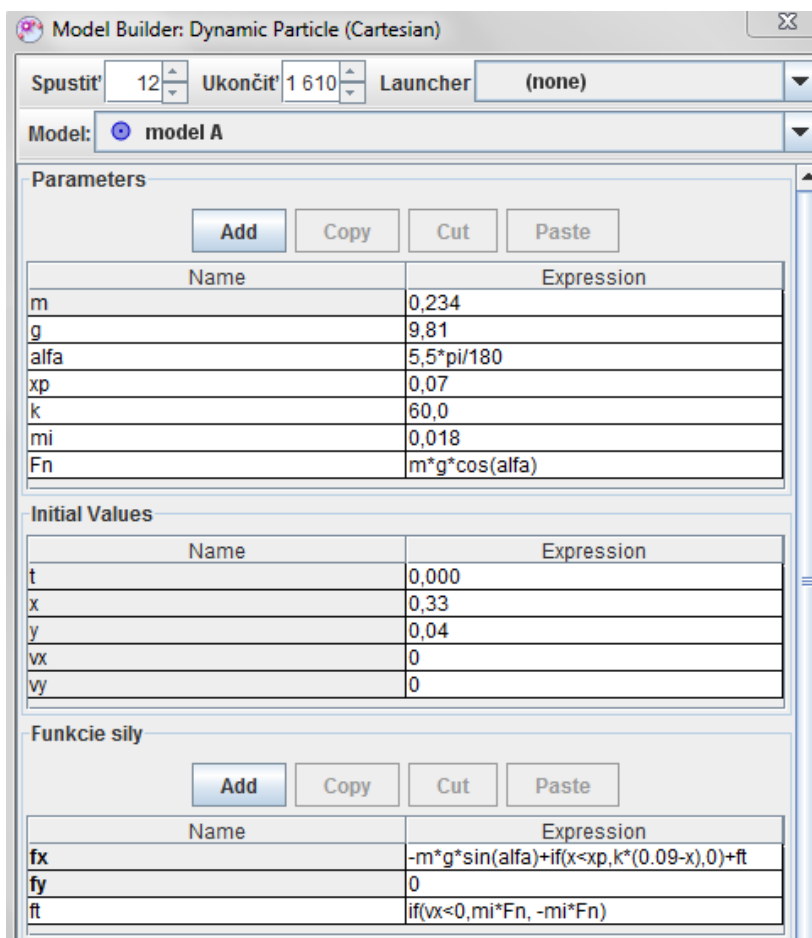 Model Builder: Dynamic Particle (Cartesian)
Spustiť 12 Ukončiť 1 610 Launcher (none)
Model: model A
Parameters
Add Copy Cut Paste
Name Expression
m 0,234
g 9,81
alfa 5,5*pi/180
xp 0,07
k 60,0
mi 0,018
Fn m*g*cos(alfa)
Initial Values
Name Expression
t 0,000
x 0,33
y 0,04
vx 0
vy 0
Funkcie sily
Add Copy Cut Paste
Name Expression
fx -m*g*sin(alfa)+if(x<xp,k*(0.09-x),0)+ft
fy 0
ft if(vx<0,mi*Fn, -mi*Fn)